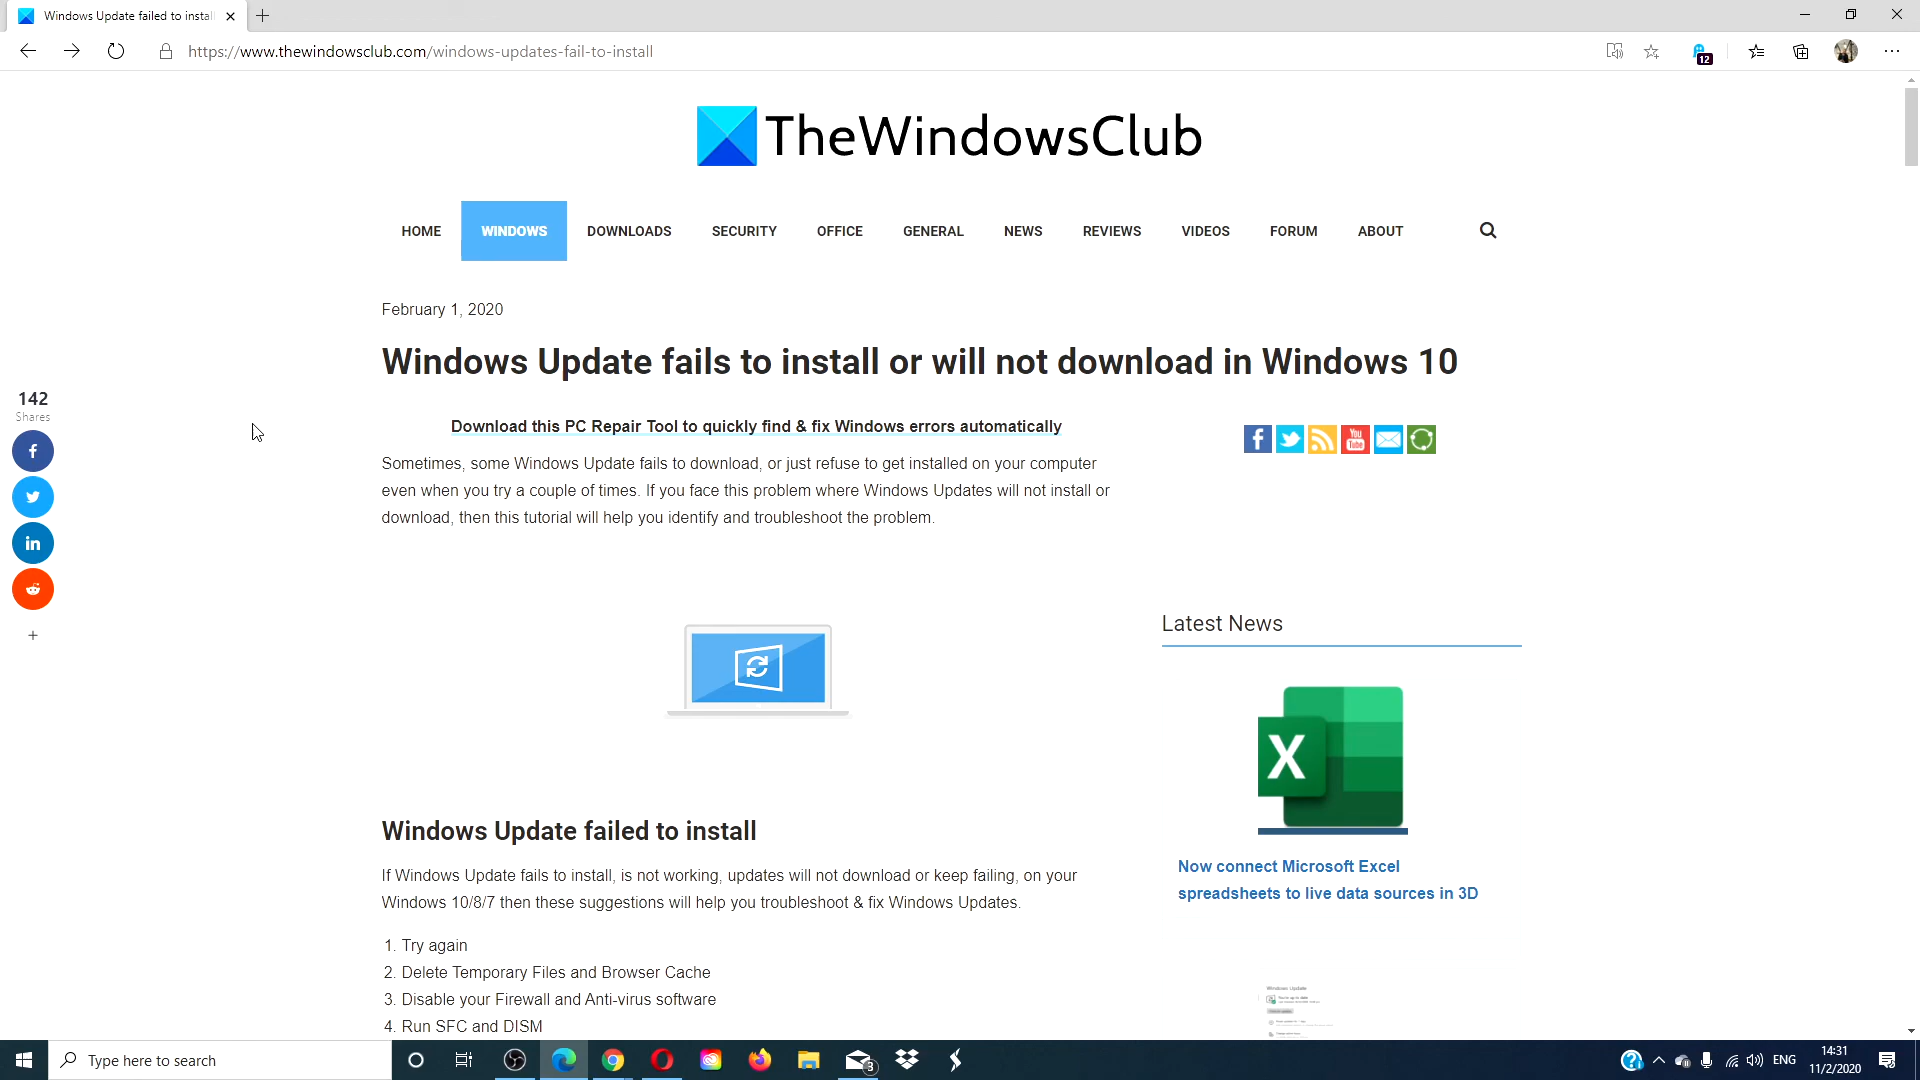 Windows Update failed to instal
https://www.thewindowsclub.com/windows-updates-fail-to-install
12
TheWindowsClub
HOME WINDOWS DOWNLOADS SECURITY OFFICE GENERAL NEWS REVIEWS VIDEOS FORUM ABOUT
February 1, 2020
Windows Update fails to install or will not download in Windows 10
142
Shares
Download this PC Repair Tool to quickly find & fix Windows errors automatically
You
Tube
Sometimes, some Windows Update fails to download, or just refuse to get installed on your computer
even when you try a couple of times. If you face this problem where Windows Updates will not install or
download, then this tutorial will help you identify and troubleshoot the problem.
Latest News
Windows Update failed to install
Now connect Microsoft Excel
spreadsheets to live data sources in 3D
If Windows Update fails to install, is not working, updates will not download or keep failing, on your
Windows 10/8/7 then these suggestions will help you troubleshoot & fix Windows Updates.
1. Try again
2. Delete Temporary Files and Browser Cache
3. Disable your Firewall and Anti-virus software
4. Run SFC and DISM
Windows Update
Type here to search
3
ENG
14:31
11/2/2020